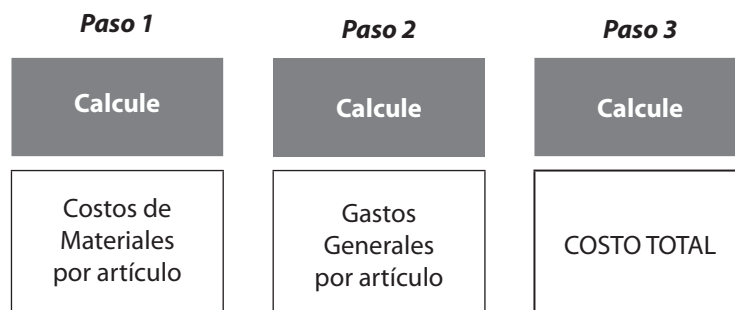 Paso 1
Calcule
Costos de
Materiales
por artículo
Paso 2
Calcule
Gastos
Generales
por artículo
Paso 3
Calcule
COSTO TOTAL